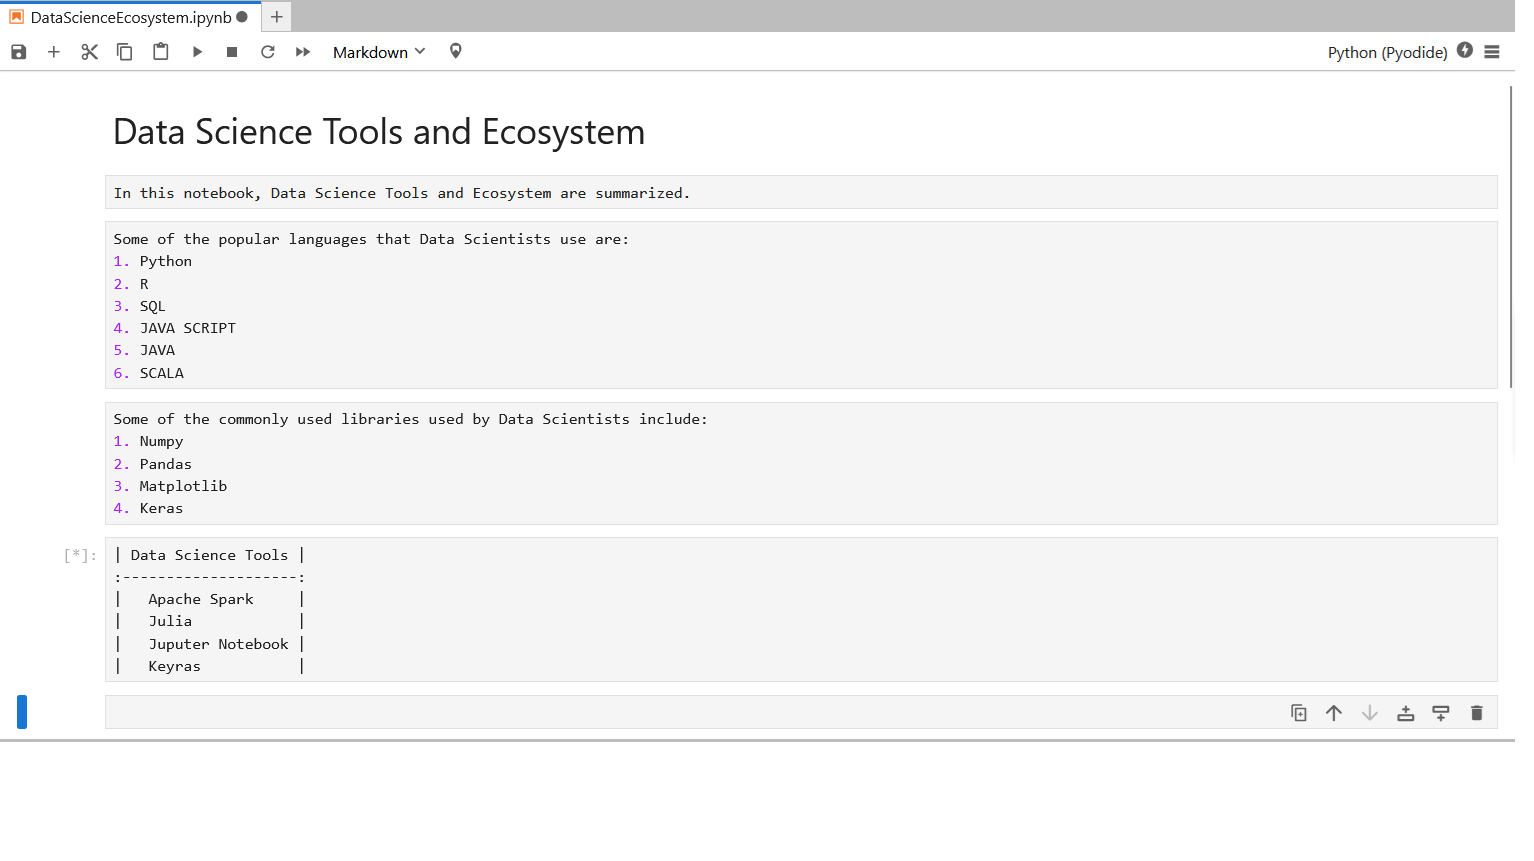 DataScienceEcosystem.ipynb
Markdown
Python (Pyodide)
Data Science Tools and Ecosystem
In this notebook, Data Science Tools and Ecosystem are summarized.
Some of the popular languages that Data Scientists use are:
1. Python
2. R
3. SQL
4. JAVA SCRIPT
5. JAVA
6. SCALA
Some of the commonly used libraries used by Data Scientists include:
1. Numpy
2. Pandas
3. Matplotlib
4. Keras
[*]: | Data Science Tools |
:--------------------:
|   Apache Spark     |
|   Julia            |
|   Juputer Notebook |
|   Keyras           |